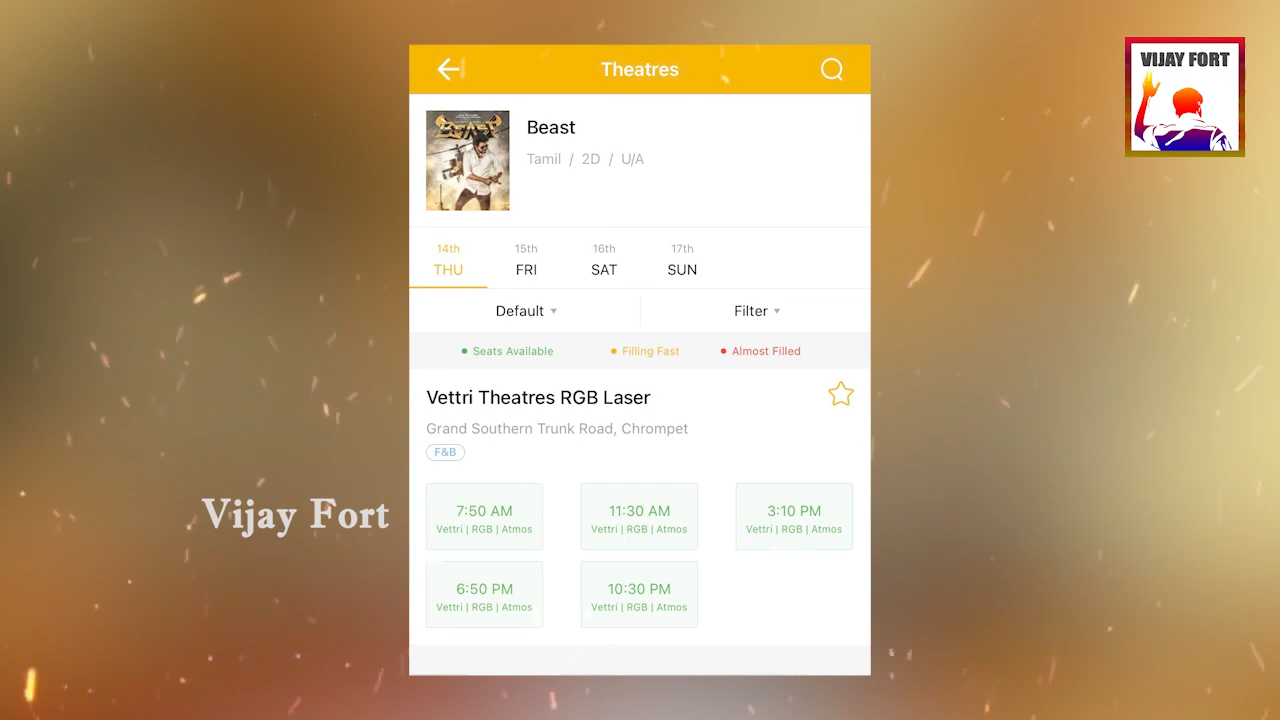 Theatres
VIJAY FORT
BEAST
Beast
Tamil / 2D / U/A
14th 15th 16th 17th
THU FRI SAT SUN
Default Filter
Seats Available Filling Fast Almost Filled
Vettri Theatres RGB Laser
Grand Southern Trunk Road, Chrompet
F&B
7:50 AM 11:30 AM 3:10 PM
Vettri | RGB | Atmos Vettri | RGB | Atmos Vettri | RGB | Atmos
Vijay Fort
6:50 PM 10:30 PM
Vettri | RGB | Atmos Vettri | RGB | Atmos